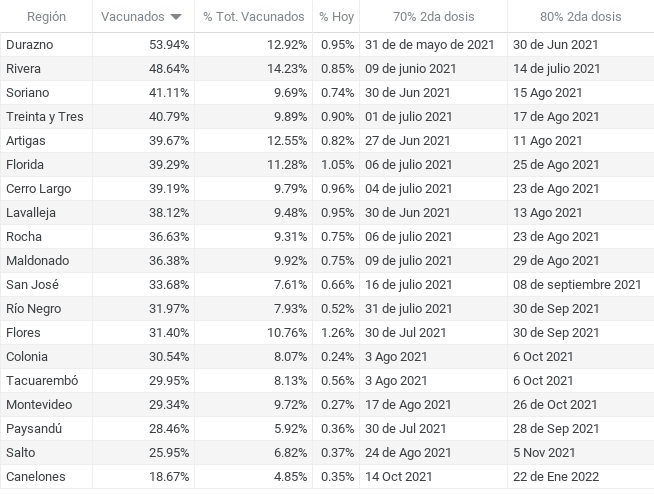 Región Vacunados % Tot. Vacunados % Hoy 70% 2da dosis 80% 2da dosis
Durazno 53.94% 12.92% 0.95% 31 de de mayo de 2021 30 de Jun 2021
Rivera 48.64% 14.23% 0.85% 09 de junio 2021 14 de julio 2021
Soriano 41.11% 9.69% 0.74% 30 de Jun 2021 15 Ago 2021
Treinta y Tres 40.79% 9.89% 0.90% 01 de julio 2021 17 de Ago 2021
Artigas 39.67% 12.55% 0.82% 27 de Jun 2021 11 Ago 2021
Florida 39.29% 11.28% 1.05% 06 de julio 2021 25 de Ago 2021
Cerro Largo 39.19% 9.79% 0.96% 04 de julio 2021 23 de Ago 2021
Lavalleja 38.12% 9.48% 0.95% 30 de Jun 2021 13 Ago 2021
Rocha 36.63% 9.31% 0.75% 06 de julio 2021 23 de Ago 2021
Maldonado 36.38% 9.92% 0.75% 09 de julio 2021 29 de Ago 2021
San José 33.68% 7.61% 0.66% 16 de julio 2021 08 de septiembre 2021
Río Negro 31.97% 7.93% 0.52% 31 de julio 2021 30 de Sep 2021
Flores 31.40% 10.76% 1.26% 30 de Jul 2021 30 de Sep 2021
Colonia 30.54% 8.07% 0.24% 3 Ago 2021 6 Oct 2021
Tacuarembó 29.95% 8.13% 0.56% 3 Ago 2021 6 Oct 2021
Montevideo 29.34% 9.72% 0.27% 17 de Ago 2021 26 de Oct 2021
Paysandú 28.46% 5.92% 0.36% 30 de Jul 2021 28 de Sep 2021
Salto 25.95% 6.82% 0.37% 24 de Ago 2021 5 Nov 2021
Canelones 18.67% 4.85% 0.35% 14 Oct 2021 22 de Ene 2022